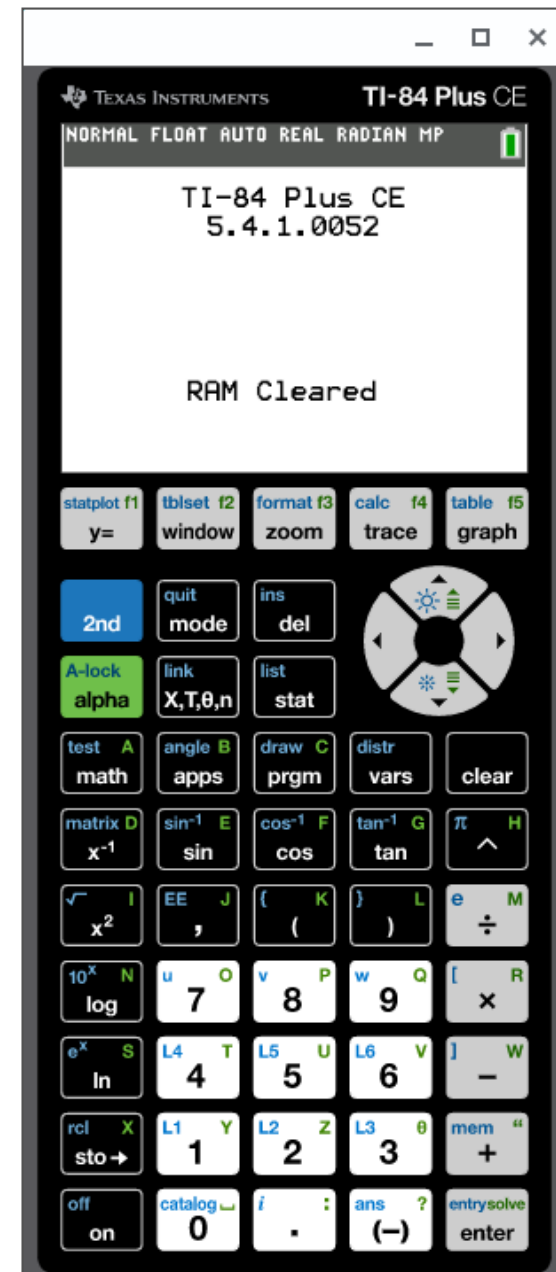 TEXAS INSTRUMENTS TI-84 Plus CE
NORMAL FLOAT AUTO REAL RADIAN MP
TI-84 Plus CE
5.4.1.0052
RAM Cleared
statplot f1 tblset f2 format f3 calc f4 table f5
y= window zoom trace graph
quit ins
2nd mode del
A-lock link list
alpha X,T,θ,n stat
test A angle B draw C distr
math apps prgm vars clear
matrix D sin⁻¹ E cos⁻¹ F tan⁻¹ G π H
x⁻¹ sin cos tan ^
√ I EE J { K } L e M
x² , ( ) ÷
10ˣ N u O v P w Q [ R
log 7 8 9 ×
eˣ S L4 T L5 U L6 V ] W
ln 4 5 6 −
rcl X L1 Y L2 Z L3 θ mem “
sto→ 1 2 3 +
off catalog ⎵ i : ans ? entry solve
on 0 . (−) enter